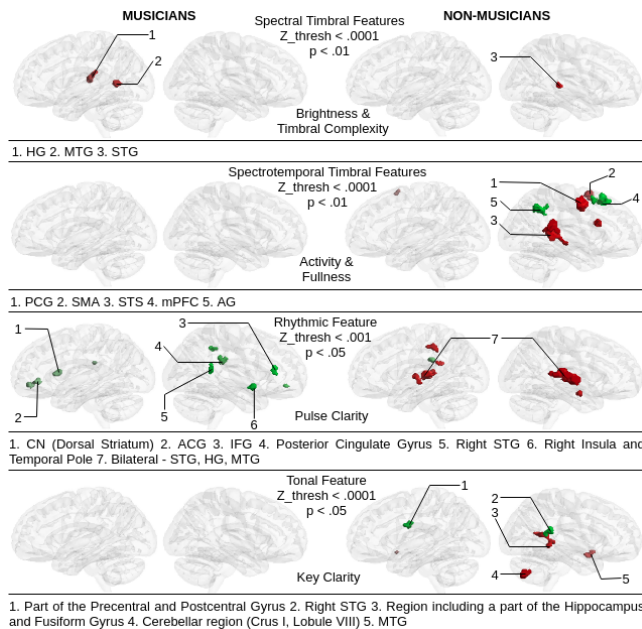 MUSICIANS Spectral Timbral Features NON-MUSICIANS
Z_thresh < .0001
p < .01
1
2
3
Brightness &
Timbral Complexity
1. HG 2. MTG 3. STG
Spectrotemporal Timbral Features
Z_thresh < .0001
p < .01
1
2
5
4
3
Activity &
Fullness
1. PCG 2. SMA 3. STS 4. mPFC 5. AG
Rhythmic Feature
Z_thresh < .001
p < .05
1
3
4
7
2
5
6
Pulse Clarity
1. CN (Dorsal Striatum) 2. ACG 3. IFG 4. Posterior Cingulate Gyrus 5. Right STG 6. Right Insula and
Temporal Pole 7. Bilateral - STG, HG, MTG
Tonal Feature
Z_thresh < .0001
p < .05
1
2
3
4
5
Key Clarity
1. Part of the Precentral and Postcentral Gyrus 2. Right STG 3. Region including a part of the Hippocampus
and Fusiform Gyrus 4. Cerebellar region (Crus I, Lobule VIII) 5. MTG